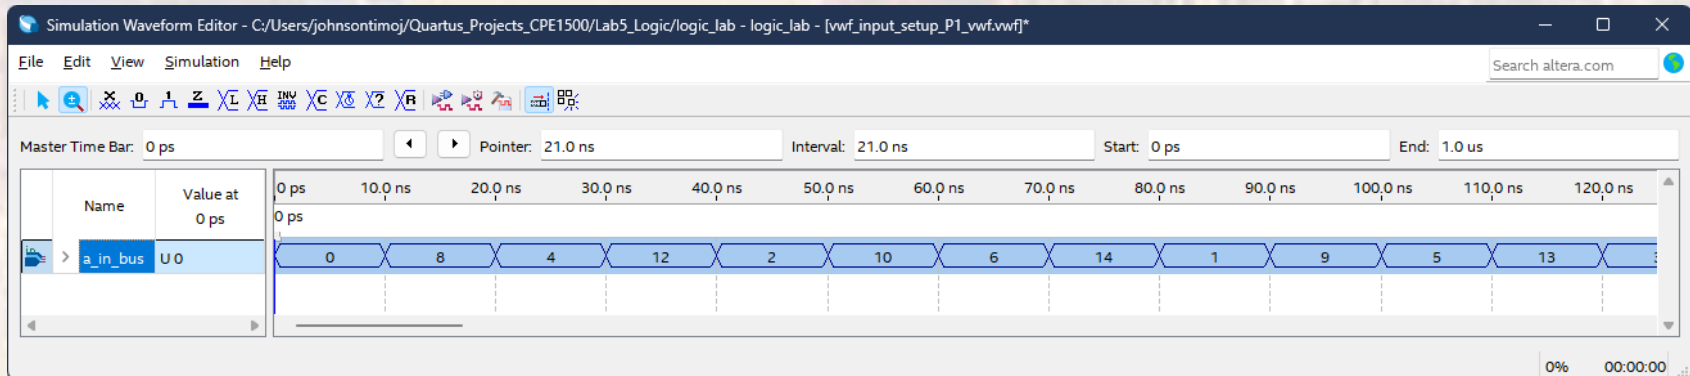 Simulation Waveform Editor - C:/Users/johnsontimoj/Quartus_Projects_CPE1500/Lab5_Logic/logic_lab - logic_lab - [vwf_input_setup_P1_vwf.vwf]*
File Edit View Simulation Help
Search altera.com
Master Time Bar: 0 ps Pointer: 21.0 ns Interval: 21.0 ns Start: 0 ps End: 1.0 us
Name Value at 0 ps
0 ps 10.0 ns 20.0 ns 30.0 ns 40.0 ns 50.0 ns 60.0 ns 70.0 ns 80.0 ns 90.0 ns 100.0 ns 110.0 ns 120.0 ns
0 ps
a_in_bus U 0 0 8 4 12 2 10 6 14 1 9 5 13
0% 00:00:00